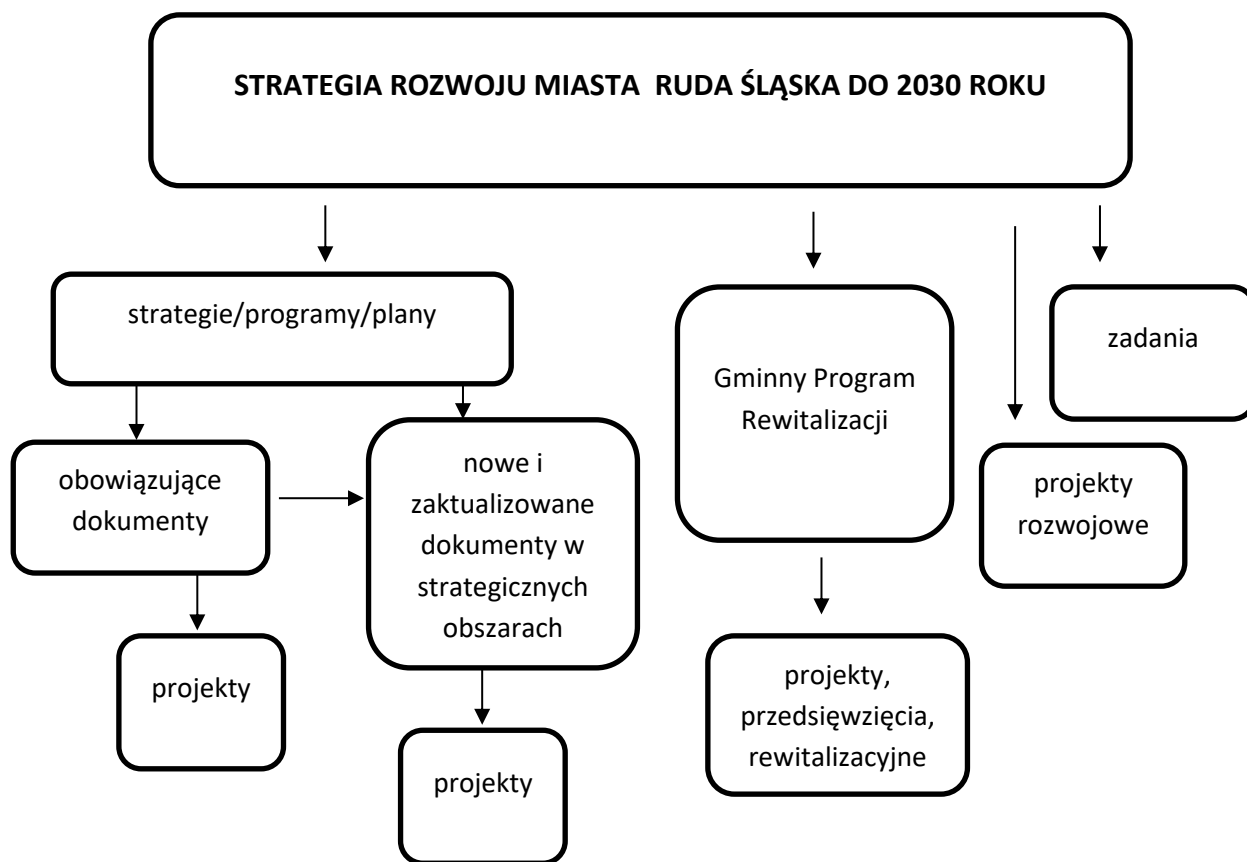 STRATEGIA ROZWOJU MIASTA RUDA ŚLĄSKA DO 2030 ROKU
strategie/programy/plany
Gminny Program
Rewitalizacji
zadania
obowiązujące
dokumenty
nowe i
zaktualizowane
dokumenty w
strategicznych
obszarach
projekty
rozwojowe
projekty
projekty
projekty,
przedsięwzięcia,
rewitalizacyjne